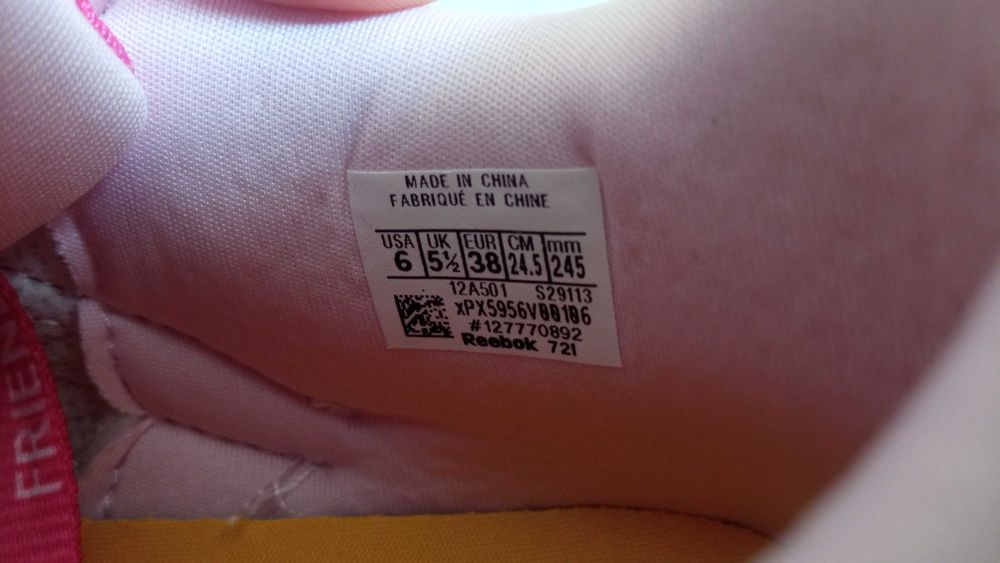 MADE IN CHINA
FABRIQUÉ EN CHINE
USA UK EUR CM mm
6 5½ 38 24.5 245
12A501 S29113
xPX5956V00106
#127770892
Reebok 721
FRIEN